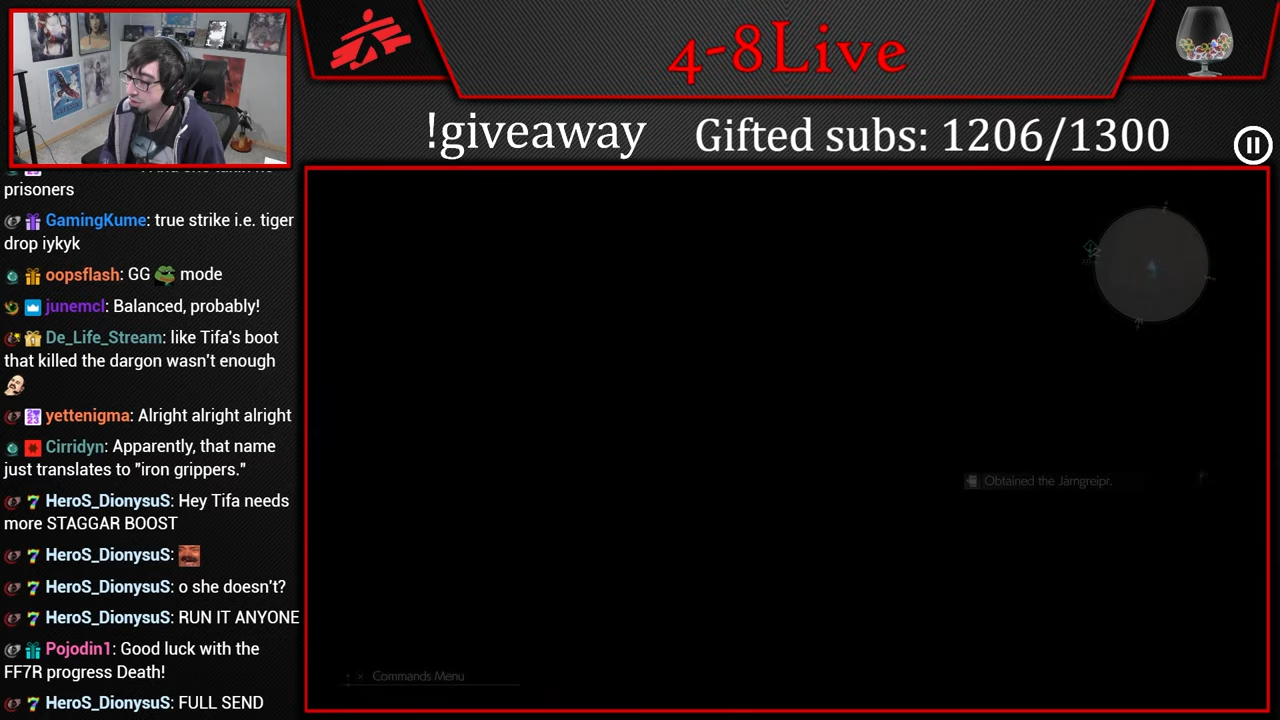 4-8Live
!giveaway
Gifted subs: 1206/1300
prisoners
GamingKume: true strike i.e. tiger
drop iykyk
oopsflash: GG mode
junemcl: Balanced, probably!
De_Life_Stream: like Tifa's boot
that killed the dargon wasn't enough
yettenigma: Alright alright alright
Cirridyn: Apparently, that name
just translates to "iron grippers."
HeroS_DionysuS: Hey Tifa needs
more STAGGAR BOOST
HeroS_DionysuS:
HeroS_DionysuS: o she doesn't?
HeroS_DionysuS: RUN IT ANYONE
Pojodin1: Good luck with the
FF7R progress Death!
HeroS_DionysuS: FULL SEND
Obtained the Járngreipr.
Commands Menu